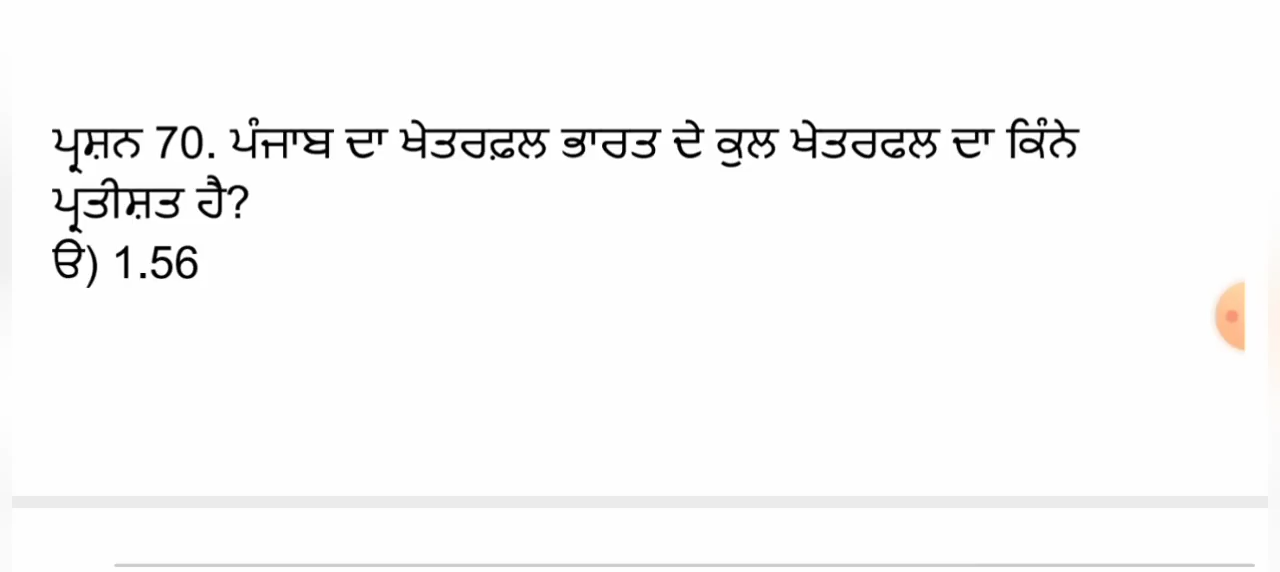 ਪ੍ਰਸ਼ਨ 70. ਪੰਜਾਬ ਦਾ ਖੇਤਰਫ਼ਲ ਭਾਰਤ ਦੇ ਕੁਲ ਖੇਤਰਫਲ ਦਾ ਕਿੰਨੇ
ਪ੍ਰਤੀਸ਼ਤ ਹੈ?
ੳ) 1.56